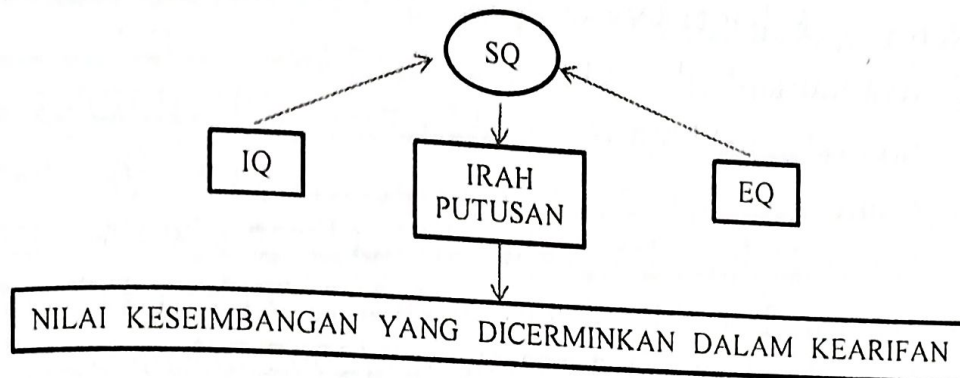 SQ
IQ
IRAH
PUTUSAN
EQ
NILAI KESEIMBANGAN YANG DICERMINKAN DALAM KEARIFAN